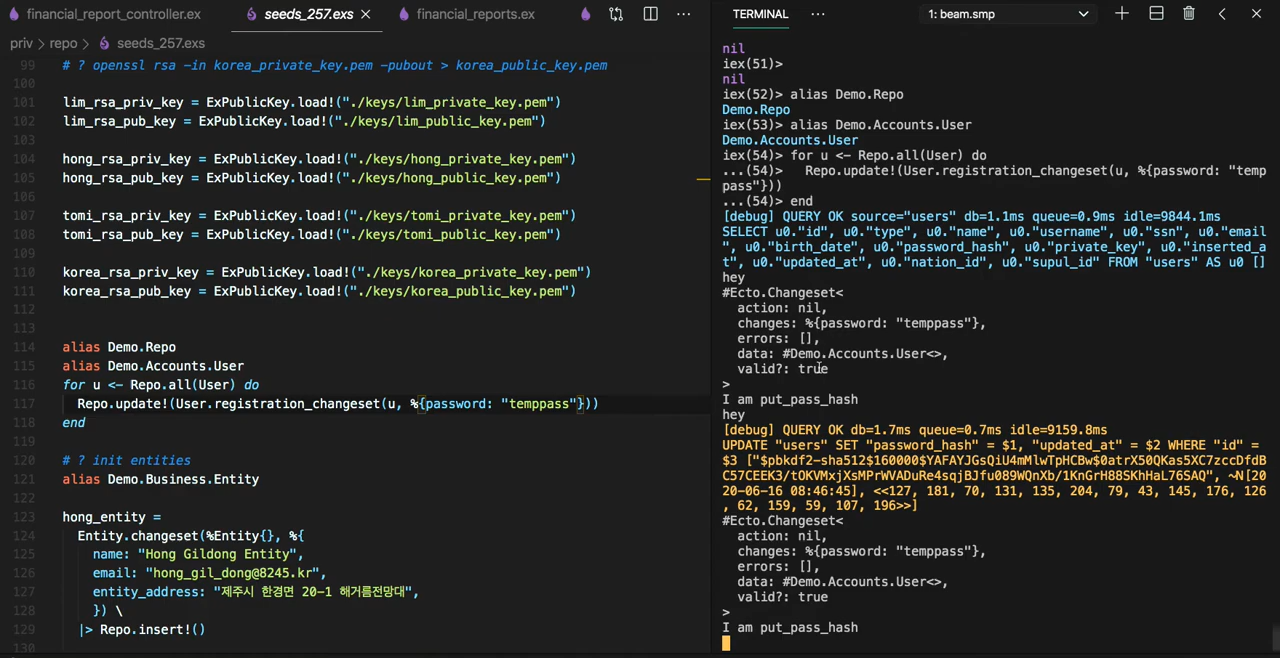 financial_report_controller.ex
seeds_257.exs
financial_reports.ex
priv > repo > seeds_257.exs
99 # ? openssl rsa -in korea_private_key.pem -pubout > korea_public_key.pem
100
101 lim_rsa_priv_key = ExPublicKey.load!("./keys/lim_private_key.pem")
102 lim_rsa_pub_key = ExPublicKey.load!("./keys/lim_public_key.pem")
103
104 hong_rsa_priv_key = ExPublicKey.load!("./keys/hong_private_key.pem")
105 hong_rsa_pub_key = ExPublicKey.load!("./keys/hong_public_key.pem")
106
107 tomi_rsa_priv_key = ExPublicKey.load!("./keys/tomi_private_key.pem")
108 tomi_rsa_pub_key = ExPublicKey.load!("./keys/tomi_public_key.pem")
109
110 korea_rsa_priv_key = ExPublicKey.load!("./keys/korea_private_key.pem")
111 korea_rsa_pub_key = ExPublicKey.load!("./keys/korea_public_key.pem")
112
113
114 alias Demo.Repo
115 alias Demo.Accounts.User
116 for u <- Repo.all(User) do
117 Repo.update!(User.registration_changeset(u, %{password: "temppass"}))
118 end
119
120 # ? init entities
121 alias Demo.Business.Entity
122
123 hong_entity =
124 Entity.changeset(%Entity{}, %{
125 name: "Hong Gildong Entity",
126 email: "hong_gil_dong@8245.kr",
127 entity_address: "제주시 한경면 20-1 해거름전망대",
128 }) \
129 |> Repo.insert!()
130
TERMINAL
1: beam.smp
nil
iex(51)>
nil
iex(52)> alias Demo.Repo
Demo.Repo
iex(53)> alias Demo.Accounts.User
Demo.Accounts.User
iex(54)> for u <- Repo.all(User) do
...(54)> Repo.update!(User.registration_changeset(u, %{password: "temp
pass"}))
...(54)> end
[debug] QUERY OK source="users" db=1.1ms queue=0.9ms idle=9844.1ms
SELECT u0."id", u0."type", u0."name", u0."username", u0."ssn", u0."email
", u0."birth_date", u0."password_hash", u0."private_key", u0."inserted_a
t", u0."updated_at", u0."nation_id", u0."supul_id" FROM "users" AS u0 []
hey
#Ecto.Changeset<
action: nil,
changes: %{password: "temppass"},
errors: [],
data: #Demo.Accounts.User<>,
valid?: true
>
I am put_pass_hash
hey
[debug] QUERY OK db=1.7ms queue=0.7ms idle=9159.8ms
UPDATE "users" SET "password_hash" = $1, "updated_at" = $2 WHERE "id" =
$3 ["$pbkdf2-sha512$160000$YAFAYJGsQiU4mMlwTpHCBw$0atrX50QKas5XC7zccDfdB
C57CEEK3/tOKVMxjXsMPrWVADuRe4sqjBJfu089WQnXb/1KnGrH88SKhHaL76SAQ", ~N[20
20-06-16 08:46:45], <<127, 181, 70, 131, 135, 204, 79, 43, 145, 176, 126
, 62, 159, 59, 107, 196>>]
#Ecto.Changeset<
action: nil,
changes: %{password: "temppass"},
errors: [],
data: #Demo.Accounts.User<>,
valid?: true
>
I am put_pass_hash